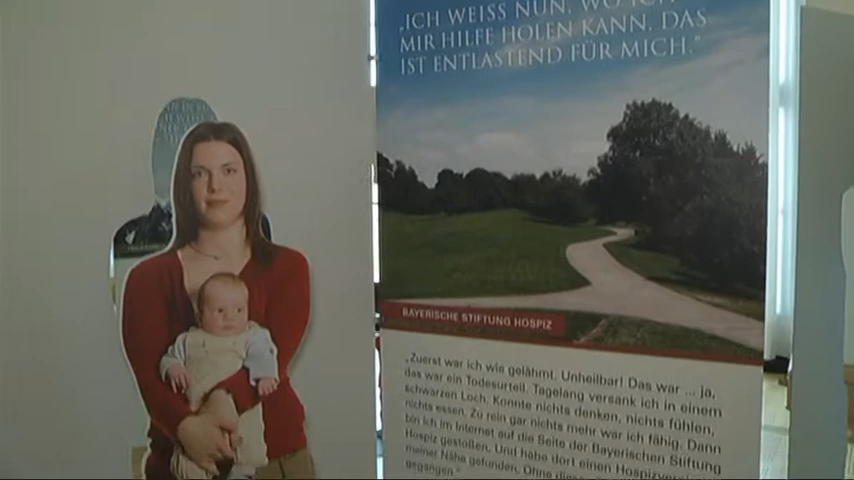 „ICH WEISS NUN, WO ICH
MIR HILFE HOLEN KANN. DAS
IST ENTLASTEND FÜR MICH."
BAYERISCHE STIFTUNG HOSPIZ
„Zuerst war ich wie gelähmt. Unheilbar! Das war ... ja,
das war ein Todesurteil. Tagelang versank ich in einem
schwarzen Loch. Konnte nichts denken, nichts fühlen,
nichts essen. Zu rein gar nichts mehr war ich fähig. Dann
bin ich im Internet auf die Seite der Bayerischen Stiftung
Hospiz gestoßen. Und habe dort einen
meiner Nähe gefunden. Ohne
gegangen."